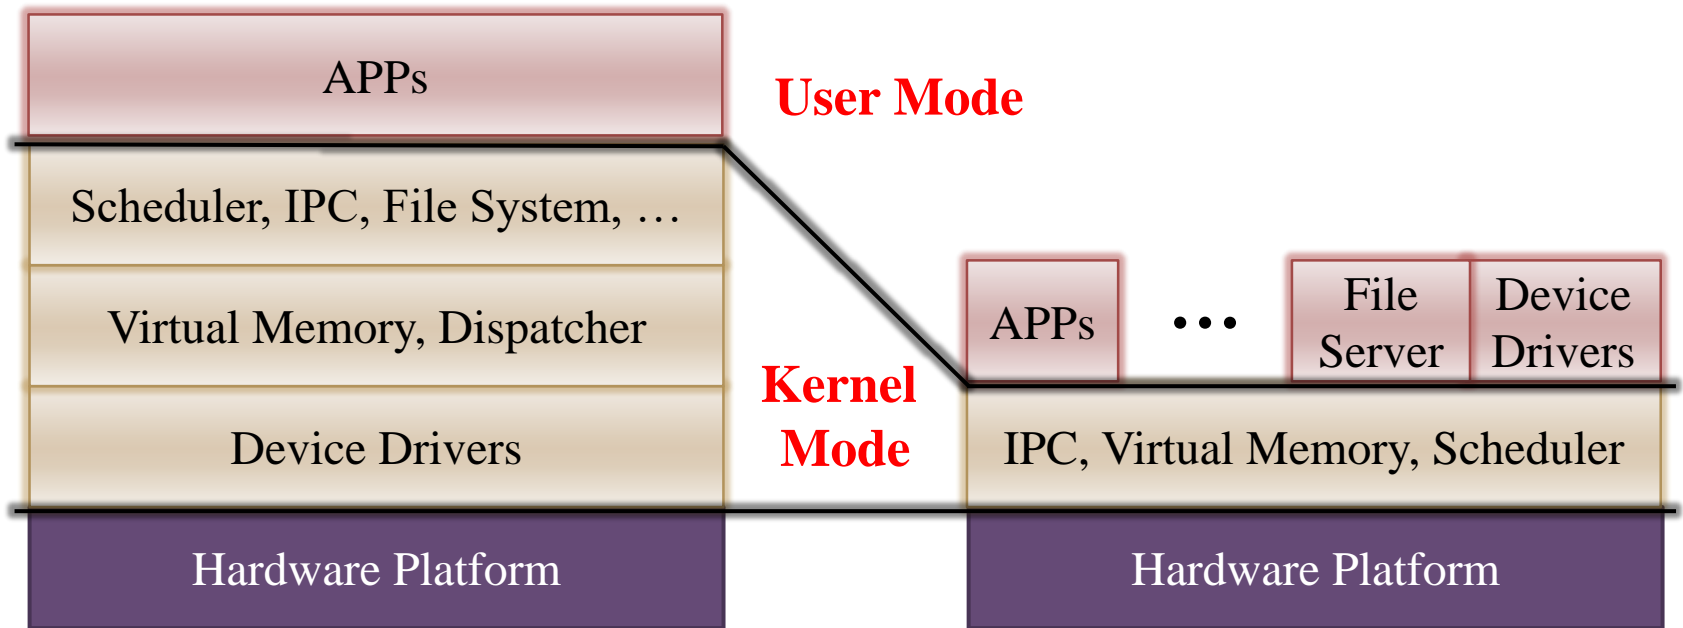 APPs
Scheduler, IPC, File System, …
Virtual Memory, Dispatcher
Device Drivers
Hardware Platform
User Mode
Kernel
Mode
APPs
…
File
Server
Device
Drivers
IPC, Virtual Memory, Scheduler
Hardware Platform